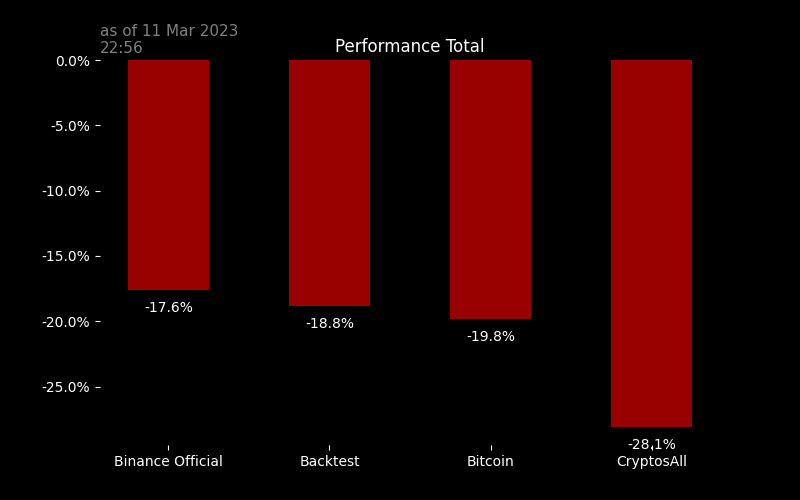 as of 11 Mar 2023
22:56
Performance Total
0.0%
-5.0%
-10.0%
-15.0%
-20.0%
-25.0%
-17.6%
-18.8%
-19.8%
-28.1%
Binance Official
Backtest
Bitcoin
CryptosAll